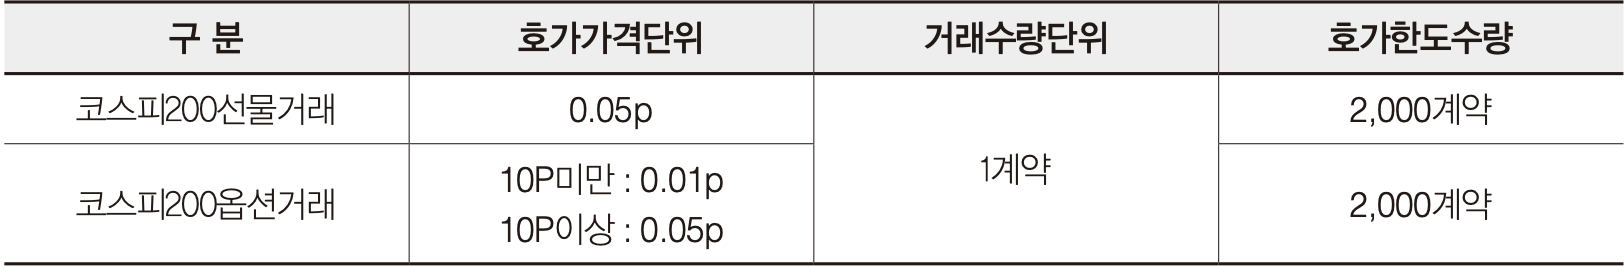 구 분 호가가격단위 거래수량단위 호가한도수량
코스피200선물거래 0.05p 1계약 2,000계약
코스피200옵션거래 10P미만 : 0.01p 2,000계약
10P이상 : 0.05p